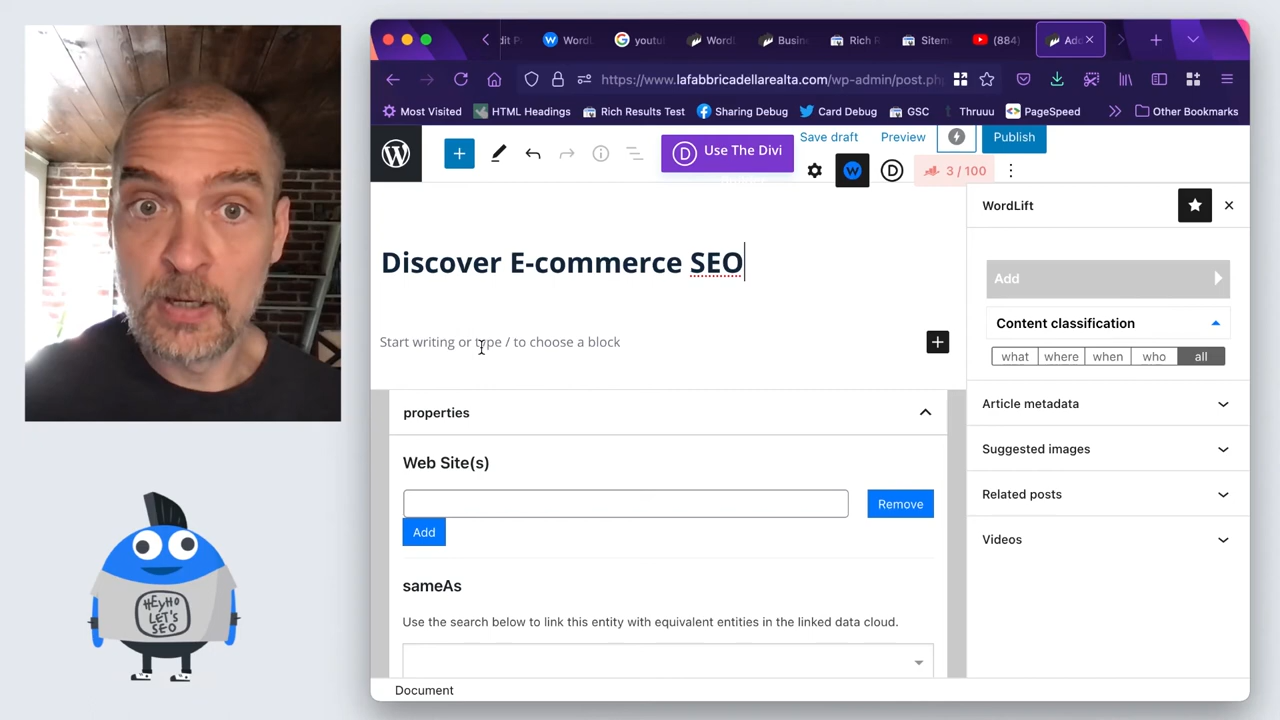 dit P
WordL
youtu
WordL
Busin
Rich R
Sitem
(884)
Add
https://www.lafabbricadellarealta.com/wp-admin/post.ph
Most Visited
HTML Headings
Rich Results Test
Sharing Debug
Card Debug
GSC
Thruuu
PageSpeed
Other Bookmarks
Use The Divi
Save draft
Preview
Publish
3 / 100
WordLift
Discover E-commerce SEO
Add
Start writing or type / to choose a block
Content classification
what
where
when
who
all
properties
Article metadata
Web Site(s)
Suggested images
Remove
Related posts
Add
Videos
sameAs
Use the search below to link this entity with equivalent entities in the linked data cloud.
Document
HEYHO
LET'S
SEO